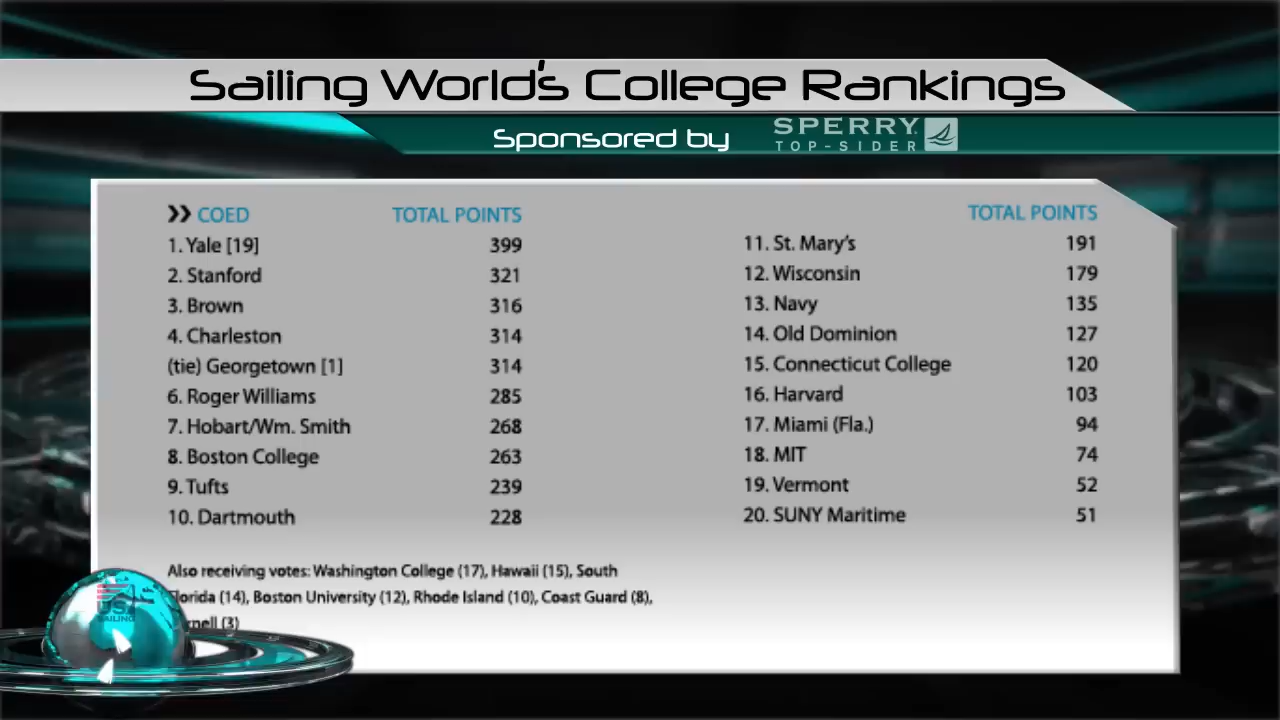 Sailing World's College Rankings
Sponsored by SPERRY TOP-SIDER
COED TOTAL POINTS
1. Yale [19] 399
2. Stanford 321
3. Brown 316
4. Charleston 314
(tie) Georgetown [1] 314
6. Roger Williams 285
7. Hobart/Wm. Smith 268
8. Boston College 263
9. Tufts 239
10. Dartmouth 228
TOTAL POINTS
11. St. Mary's 191
12. Wisconsin 179
13. Navy 135
14. Old Dominion 127
15. Connecticut College 120
16. Harvard 103
17. Miami (Fla.) 94
18. MIT 74
19. Vermont 52
20. SUNY Maritime 51
Also receiving votes: Washington College (17), Hawaii (15), South
Florida (14), Boston University (12), Rhode Island (10), Coast Guard (8),
(3)
US
SAILING